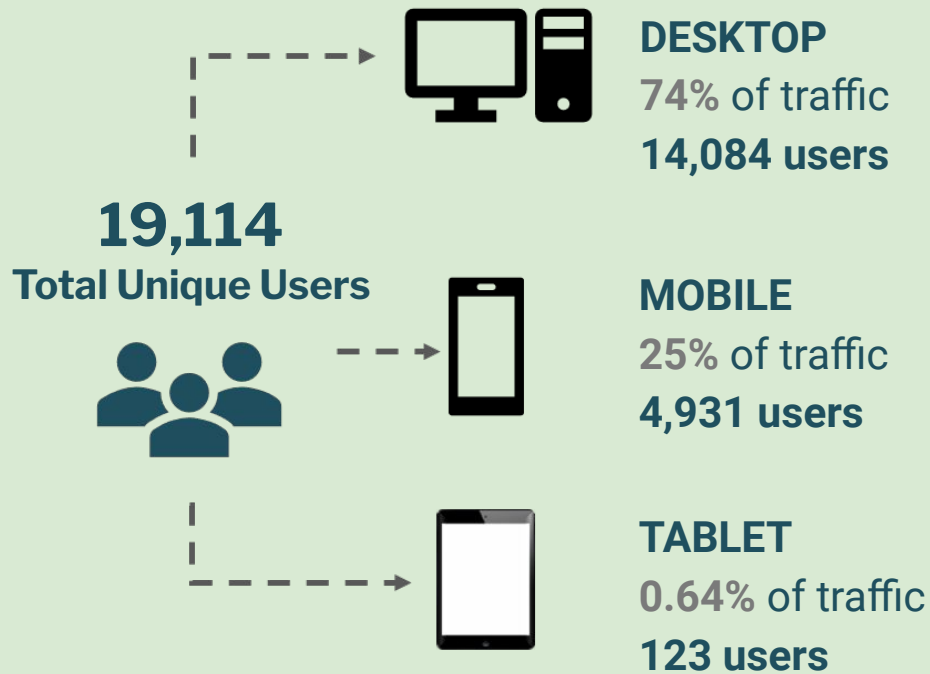 19,114
Total Unique Users
DESKTOP
74% of traffic
14,084 users
MOBILE
25% of traffic
4,931 users
TABLET
0.64% of traffic
123 users